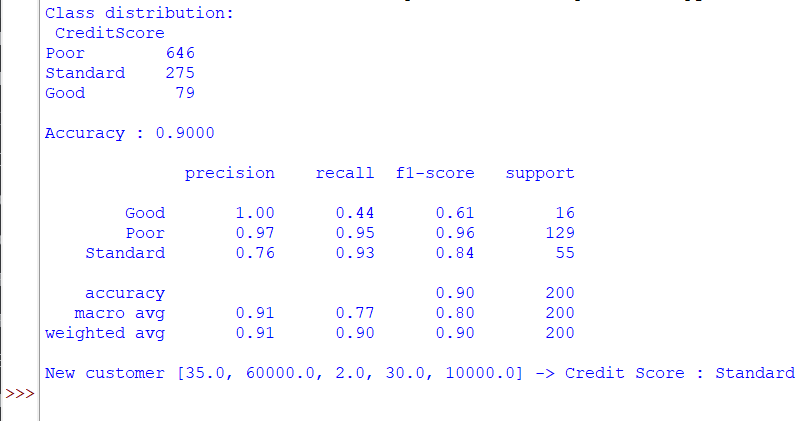 Class distribution:
 CreditScore
Poor        646
Standard    275
Good         79
Accuracy : 0.9000
              precision    recall  f1-score   support
        Good       1.00      0.44      0.61        16
        Poor       0.97      0.95      0.96       129
    Standard       0.76      0.93      0.84        55
    accuracy                           0.90       200
   macro avg       0.91      0.77      0.80       200
weighted avg       0.91      0.90      0.90       200
New customer [35.0, 60000.0, 2.0, 30.0, 10000.0] -> Credit Score : Standard
>>>